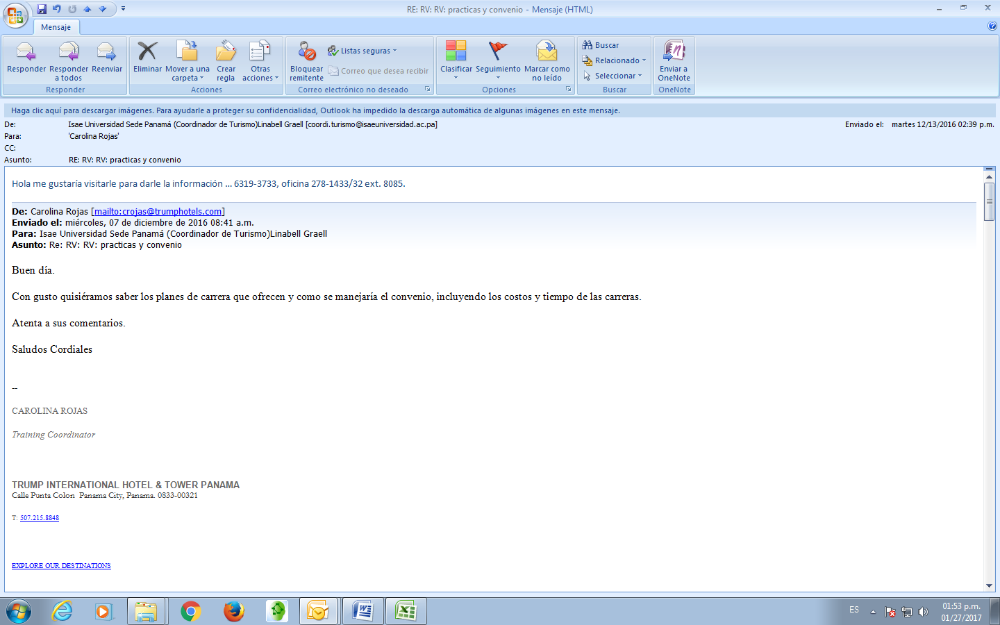 RE: RV: RV: practicas y convenio - Mensaje (HTML)
Mensaje
Responder
Responder a todos
Reenviar
Responder
Eliminar
Mover a una carpeta
Crear regla
Otras acciones
Acciones
Bloquear remitente
Listas seguras
Correo que desea recibir
Correo electrónico no deseado
Clasificar
Seguimiento
Marcar como no leído
Opciones
Buscar
Relacionado
Seleccionar
Buscar
Enviar a OneNote
OneNote
Haga clic aquí para descargar imágenes. Para ayudarle a proteger su confidencialidad, Outlook ha impedido la descarga automática de algunas imágenes en este mensaje.
De: Isae Universidad Sede Panamá (Coordinador de Turismo)Linabell Graell [coordi.turismo@isaeuniversidad.ac.pa] Enviado el: martes 12/13/2016 02:39 p.m.
Para: 'Carolina Rojas'
CC:
Asunto: RE: RV: RV: practicas y convenio
Hola me gustaría visitarle para darle la información ... 6319-3733, oficina 278-1433/32 ext. 8085.
De: Carolina Rojas [mailto:crojas@trumphotels.com]
Enviado el: miércoles, 07 de diciembre de 2016 08:41 a.m.
Para: Isae Universidad Sede Panamá (Coordinador de Turismo)Linabell Graell
Asunto: Re: RV: RV: practicas y convenio
Buen día.
Con gusto quisiéramos saber los planes de carrera que ofrecen y como se manejaría el convenio, incluyendo los costos y tiempo de las carreras.
Atenta a sus comentarios.
Saludos Cordiales
--
CAROLINA ROJAS
Training Coordinator
TRUMP INTERNATIONAL HOTEL & TOWER PANAMA
Calle Punta Colon Panama City, Panama. 0833-00321
T: 507.215.8848
EXPLORE OUR DESTINATIONS
ES
01:53 p.m.
01/27/2017